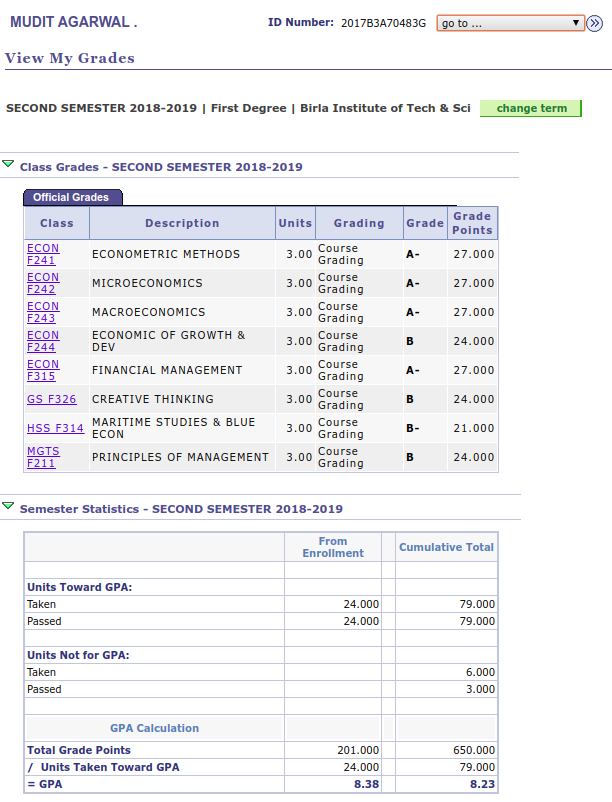 MUDIT AGARWAL .
ID Number: 2017B3A70483G go to ...
View My Grades
SECOND SEMESTER 2018-2019 | First Degree | Birla Institute of Tech & Sci change term
Class Grades - SECOND SEMESTER 2018-2019
Official Grades
Class Description Units Grading Grade Grade Points
ECON F241 ECONOMETRIC METHODS 3.00 Course Grading A- 27.000
ECON F242 MICROECONOMICS 3.00 Course Grading A- 27.000
ECON F243 MACROECONOMICS 3.00 Course Grading A- 27.000
ECON F244 ECONOMIC OF GROWTH & DEV 3.00 Course Grading B 24.000
ECON F315 FINANCIAL MANAGEMENT 3.00 Course Grading A- 27.000
GS F326 CREATIVE THINKING 3.00 Course Grading B 24.000
HSS F314 MARITIME STUDIES & BLUE ECON 3.00 Course Grading B- 21.000
MGTS F211 PRINCIPLES OF MANAGEMENT 3.00 Course Grading B 24.000
Semester Statistics - SECOND SEMESTER 2018-2019
From Enrollment Cumulative Total
Units Toward GPA:
Taken 24.000 79.000
Passed 24.000 79.000
Units Not for GPA:
Taken 6.000
Passed 3.000
GPA Calculation
Total Grade Points 201.000 650.000
/ Units Taken Toward GPA 24.000 79.000
= GPA 8.38 8.23